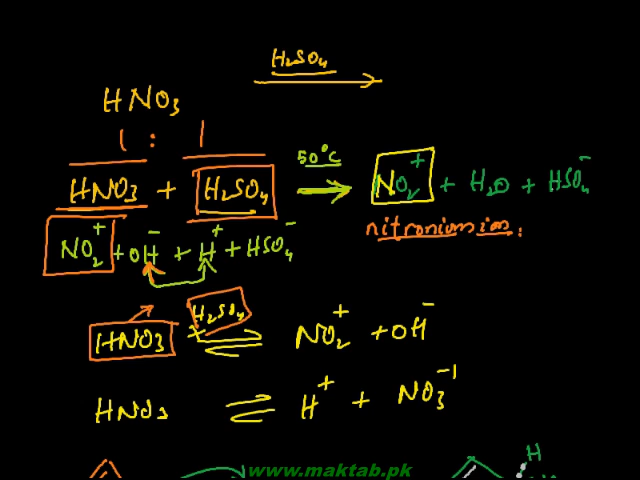 H₂SO₄
HNO₃
1 : 1
HNO₃ + H₂SO₄ 50°C NO₂⁺ + H₂O + HSO₄⁻
nitronium ion.
NO₂⁺ + OH⁻ + H⁺ + HSO₄⁻
H₂SO₄
HNO₃ + ⇌ NO₂⁺ + OH⁻
HNO₃ ⇌ H⁺ + NO₃⁻¹
H
www.maktab.pk